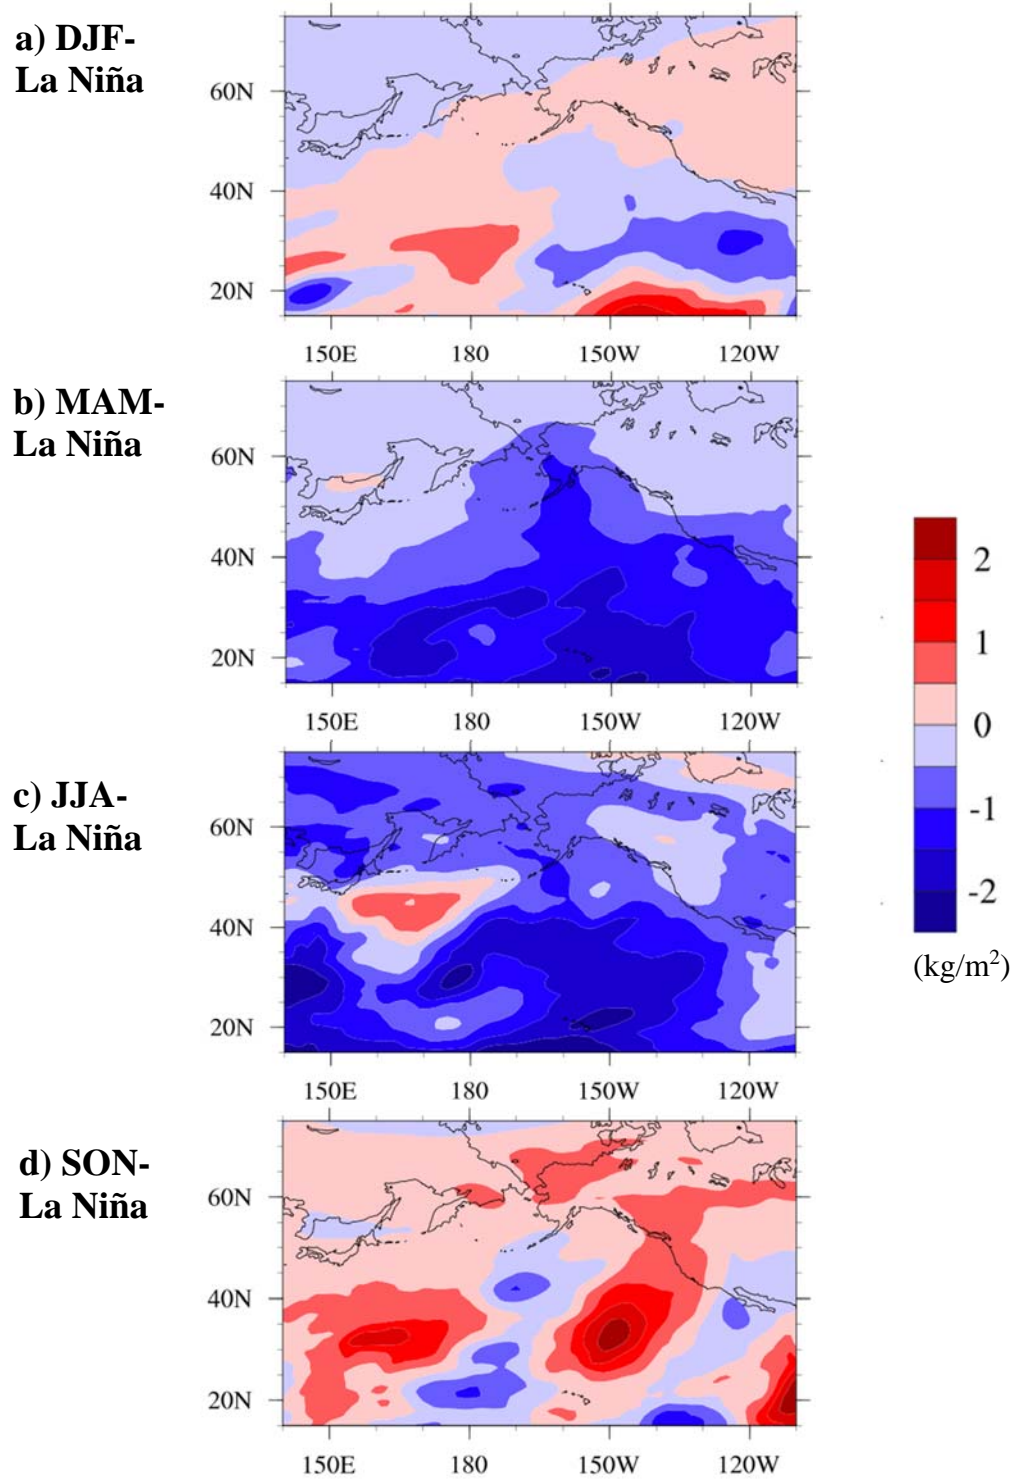 a) DJF-
La Niña
60N
40N
20N
150E 180 150W 120W
b) MAM-
La Niña
60N
40N
20N
150E 180 150W 120W
2
1
0
-1
-2
(kg/m²)
c) JJA-
La Niña
60N
40N
20N
150E 180 150W 120W
d) SON-
La Niña
60N
40N
20N
150E 180 150W 120W